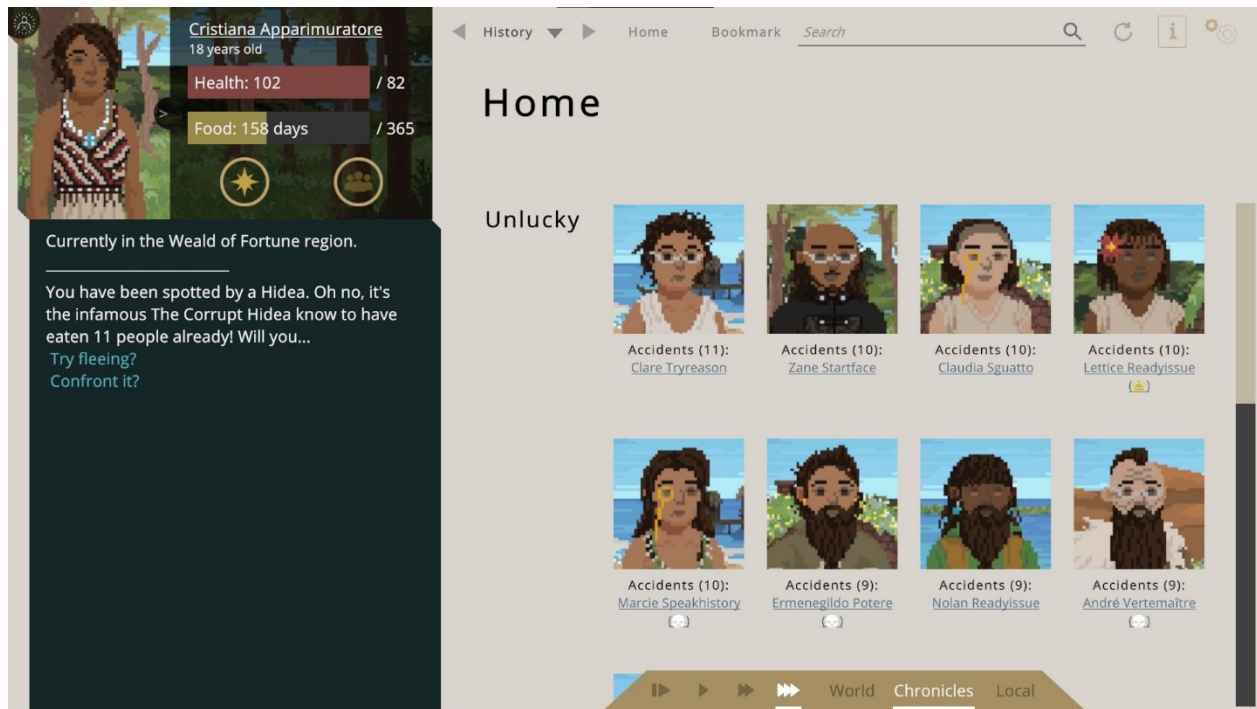 Cristiana Apparimuratore
18 years old
Health: 102 / 82
Food: 158 days / 365
Currently in the Weald of Fortune region.
You have been spotted by a Hidea. Oh no, it's
the infamous The Corrupt Hidea know to have
eaten 11 people already! Will you...
Try fleeing?
Confront it?
History Home Bookmark Search
i
Home
Unlucky
Accidents (11):
Clare Tryreason
Accidents (10):
Zane Startface
Accidents (10):
Claudia Sguatto
Accidents (10):
Lettice Readyissue
Accidents (10):
Marcie Speakhistory
Accidents (9):
Ermenegildo Potere
Accidents (9):
Nolan Readyissue
Accidents (9):
André Vertemaître
World Chronicles Local